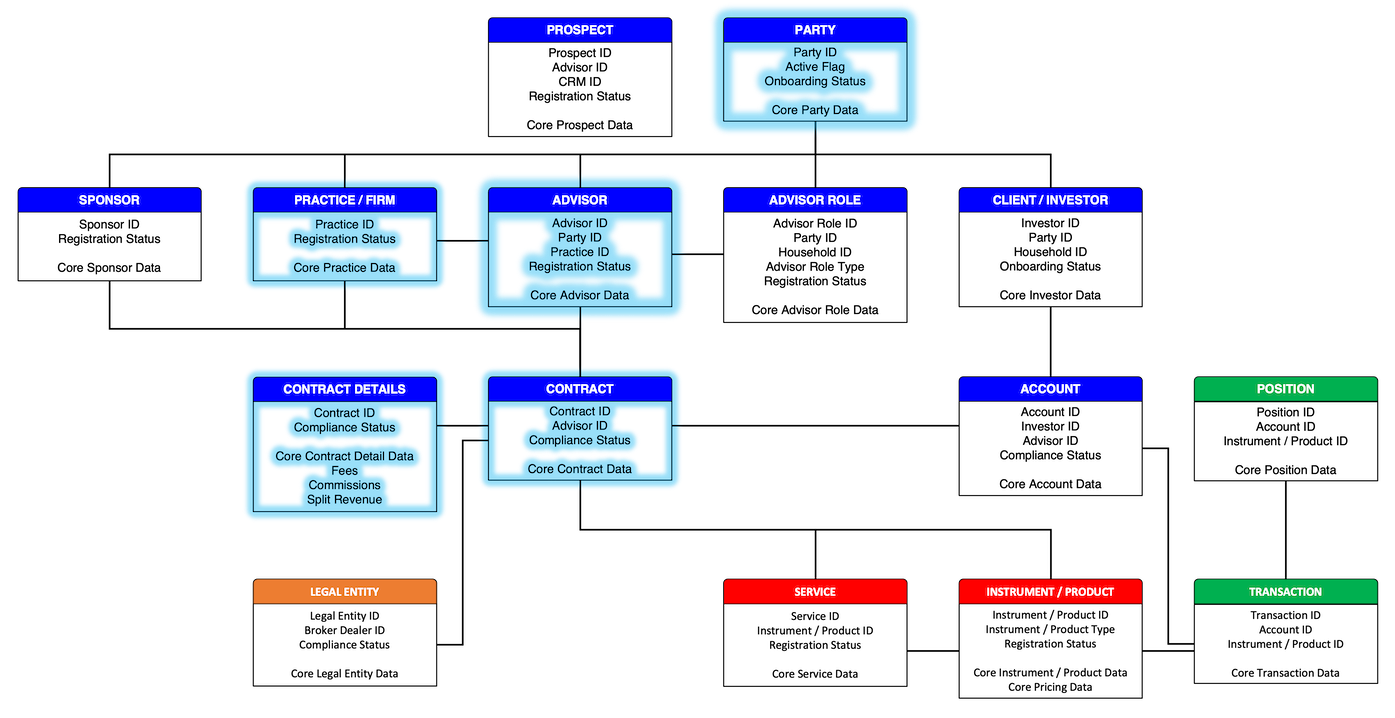 PROSPECT
Prospect ID
Advisor ID
CRM ID
Registration Status
Core Prospect Data
PARTY
Party ID
Active Flag
Onboarding Status
Core Party Data
SPONSOR
Sponsor ID
Registration Status
Core Sponsor Data
PRACTICE / FIRM
Practice ID
Registration Status
Core Practice Data
ADVISOR
Advisor ID
Party ID
Practice ID
Registration Status
Core Advisor Data
ADVISOR ROLE
Advisor Role ID
Party ID
Household ID
Advisor Role Type
Registration Status
Core Advisor Role Data
CLIENT / INVESTOR
Investor ID
Party ID
Household ID
Onboarding Status
Core Investor Data
CONTRACT DETAILS
Contract ID
Compliance Status
Core Contract Detail Data
Fees
Commissions
Split Revenue
CONTRACT
Contract ID
Advisor ID
Compliance Status
Core Contract Data
ACCOUNT
Account ID
Investor ID
Advisor ID
Compliance Status
Core Account Data
POSITION
Position ID
Account ID
Instrument / Product ID
Core Position Data
LEGAL ENTITY
Legal Entity ID
Broker Dealer ID
Compliance Status
Core Legal Entity Data
SERVICE
Service ID
Instrument / Product ID
Registration Status
Core Service Data
INSTRUMENT / PRODUCT
Instrument / Product ID
Instrument / Product Type
Registration Status
Core Instrument / Product Data
Core Pricing Data
TRANSACTION
Transaction ID
Account ID
Instrument / Product ID
Core Transaction Data